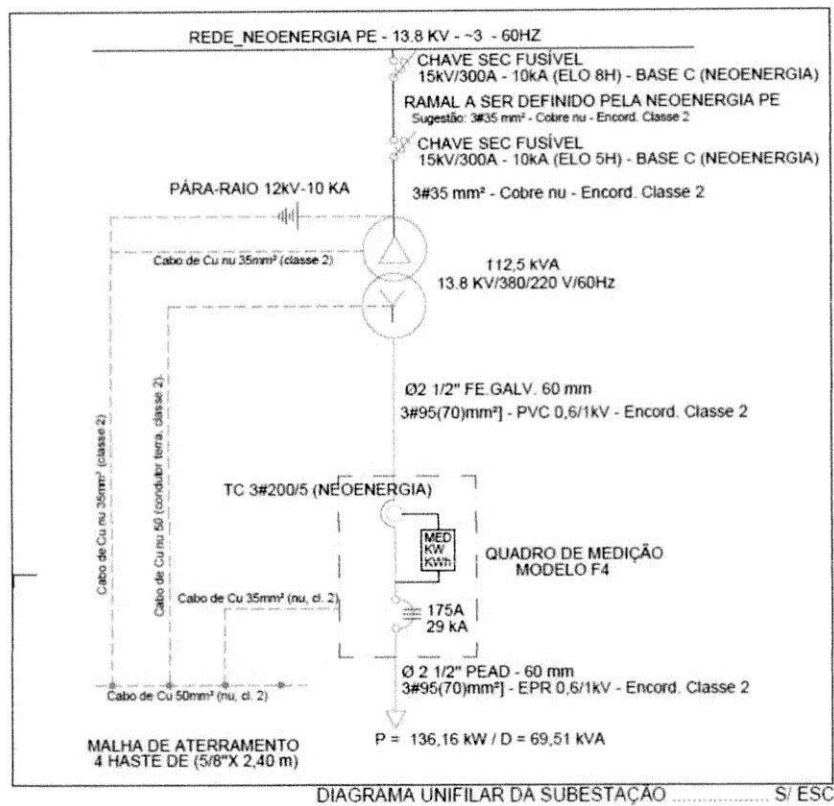 REDE_NEOENERGIA PE - 13.8 KV - ~3 - 60HZ
CHAVE SEC FUSÍVEL
15kV/300A - 10kA (ELO 8H) - BASE C (NEOENERGIA)
RAMAL A SER DEFINIDO PELA NEOENERGIA PE
Sugestão: 3#35 mm² - Cobre nu - Encord. Classe 2
CHAVE SEC FUSÍVEL
15kV/300A - 10kA (ELO 5H) - BASE C (NEOENERGIA)
PÁRA-RAIO 12kV-10 KA
3#35 mm² - Cobre nu - Encord. Classe 2
Cabo de Cu nu 35mm² (classe 2)
112,5 kVA
13.8 KV/380/220 V/60Hz
Cabo de Cu nu 35mm² (classe 2)
Cabo de Cu nu 50 (condutor terra, classe 2).
Ø2 1/2" FE.GALV. 60 mm
3#95(70)mm²] - PVC 0,6/1kV - Encord. Classe 2
TC 3#200/5 (NEOENERGIA)
MED
KW
KWh
QUADRO DE MEDIÇÃO
MODELO F4
Cabo de Cu 35mm² (nu, cl. 2)
175A
29 kA
Ø 2 1/2" PEAD - 60 mm
3#95(70)mm²] - EPR 0,6/1kV - Encord. Classe 2
Cabo de Cu 50mm² (nu, cl. 2)
P = 136,16 kW / D = 69,51 kVA
MALHA DE ATERRAMENTO
4 HASTE DE (5/8"X 2,40 m)
DIAGRAMA UNIFILAR DA SUBESTAÇÃO ................. S/ ESC